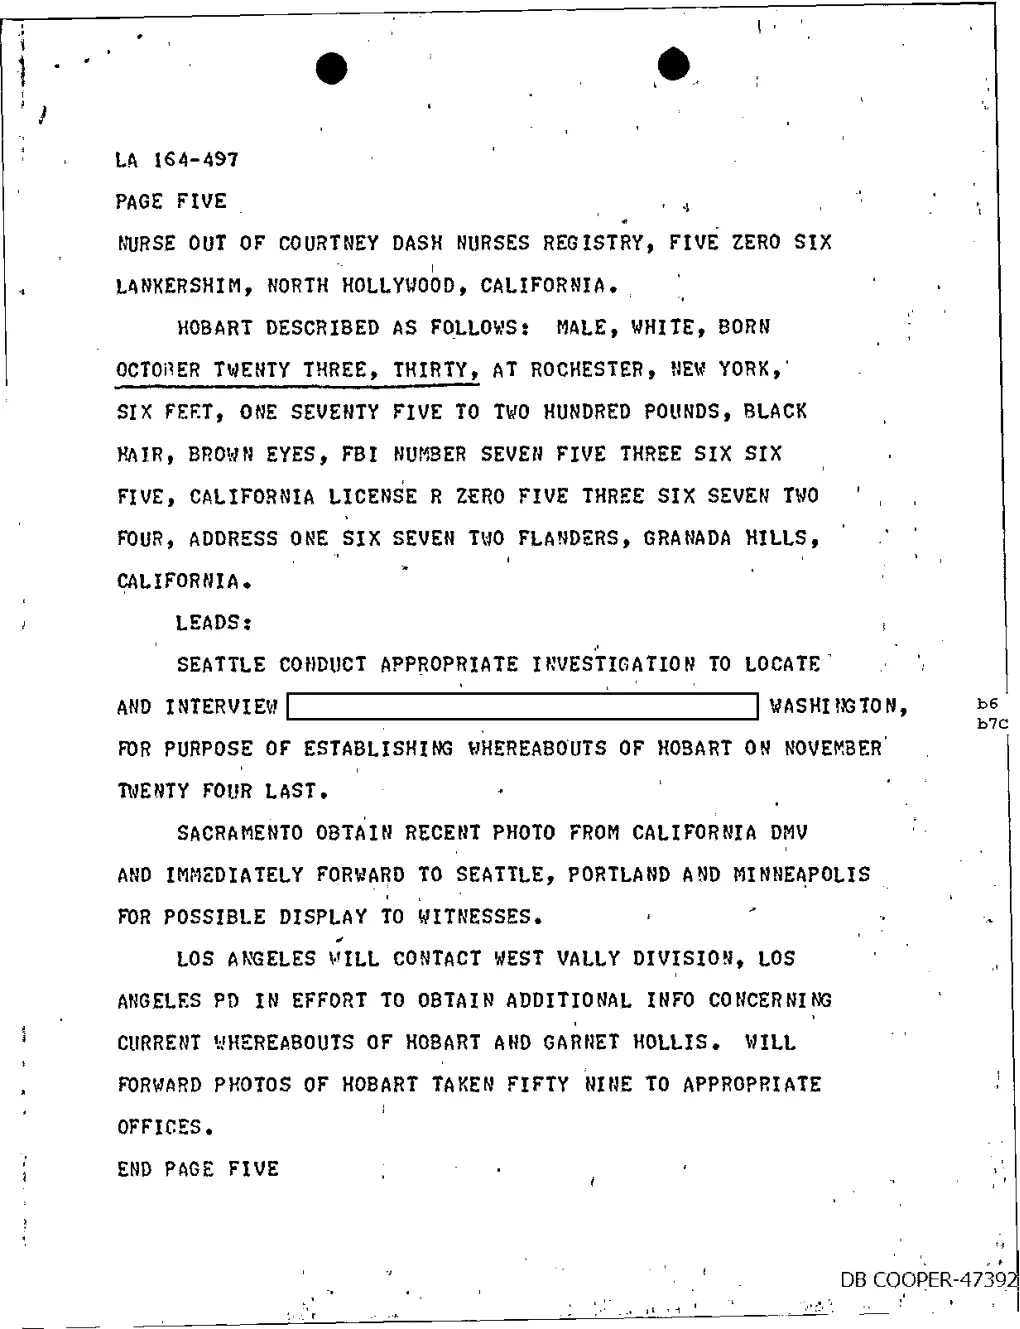 LA 164-497
PAGE FIVE
NURSE OUT OF COURTNEY DASH NURSES REGISTRY, FIVE ZERO SIX
LANKERSHIM, NORTH HOLLYWOOD, CALIFORNIA.
HOBART DESCRIBED AS FOLLOWS: MALE, WHITE, BORN
OCTOBER TWENTY THREE, THIRTY, AT ROCHESTER, NEW YORK,
SIX FEET, ONE SEVENTY FIVE TO TWO HUNDRED POUNDS, BLACK
HAIR, BROWN EYES, FBI NUMBER SEVEN FIVE THREE SIX SIX
FIVE, CALIFORNIA LICENSE R ZERO FIVE THREE SIX SEVEN TWO
FOUR, ADDRESS ONE SIX SEVEN TWO FLANDERS, GRANADA HILLS,
CALIFORNIA.
LEADS:
SEATTLE CONDUCT APPROPRIATE INVESTIGATION TO LOCATE
AND INTERVIEW WASHINGTON,
b6
b7C
FOR PURPOSE OF ESTABLISHING WHEREABOUTS OF HOBART ON NOVEMBER
TWENTY FOUR LAST.
SACRAMENTO OBTAIN RECENT PHOTO FROM CALIFORNIA DMV
AND IMMEDIATELY FORWARD TO SEATTLE, PORTLAND AND MINNEAPOLIS
FOR POSSIBLE DISPLAY TO WITNESSES.
LOS ANGELES WILL CONTACT WEST VALLY DIVISION, LOS
ANGELES PD IN EFFORT TO OBTAIN ADDITIONAL INFO CONCERNING
CURRENT WHEREABOUTS OF HOBART AND GARNET HOLLIS. WILL
FORWARD PHOTOS OF HOBART TAKEN FIFTY NINE TO APPROPRIATE
OFFICES.
END PAGE FIVE
DB COOPER-47392